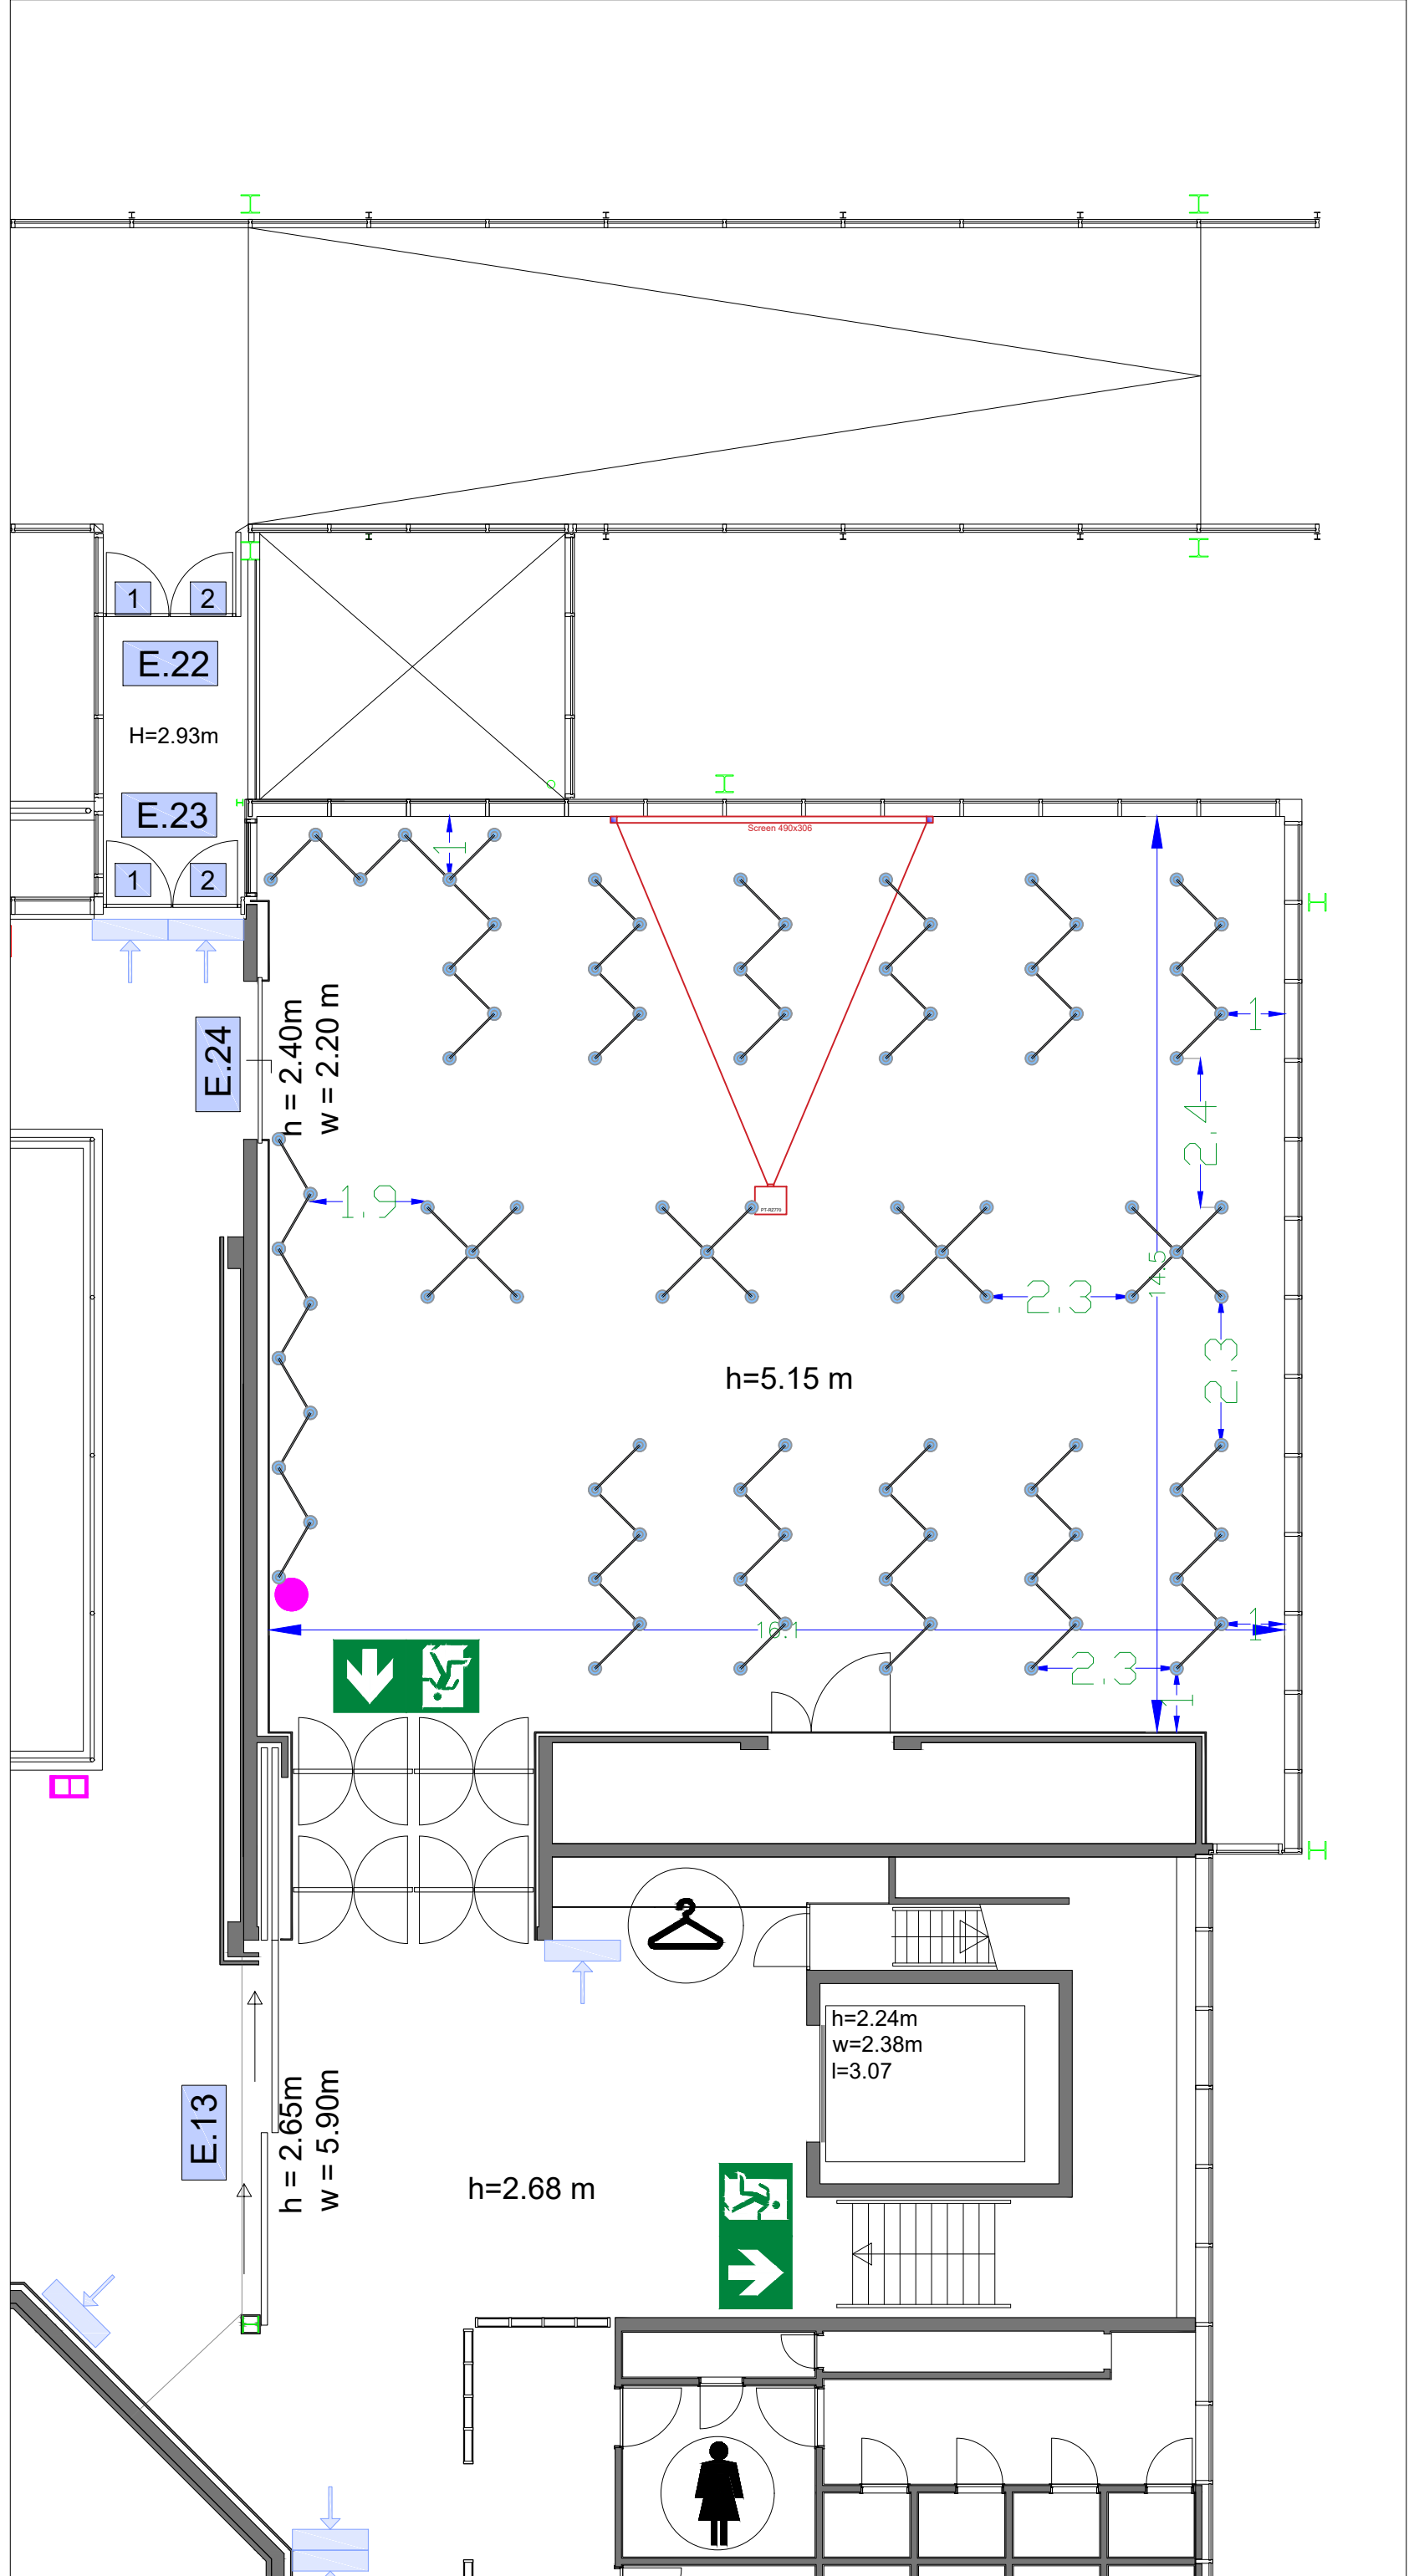 1
2
E.22
H=2.93m
E.23
1
2
Screen 490x306
1
E.24
h = 2.40m
w = 2.20 m
1
2.4
1.9
PT-RZ770
2.3
14.5
2.3
h=5.15 m
16.1
1
2.3
1
h=2.24m
w=2.38m
l=3.07
E.13
h = 2.65m
w = 5.90m
h=2.68 m